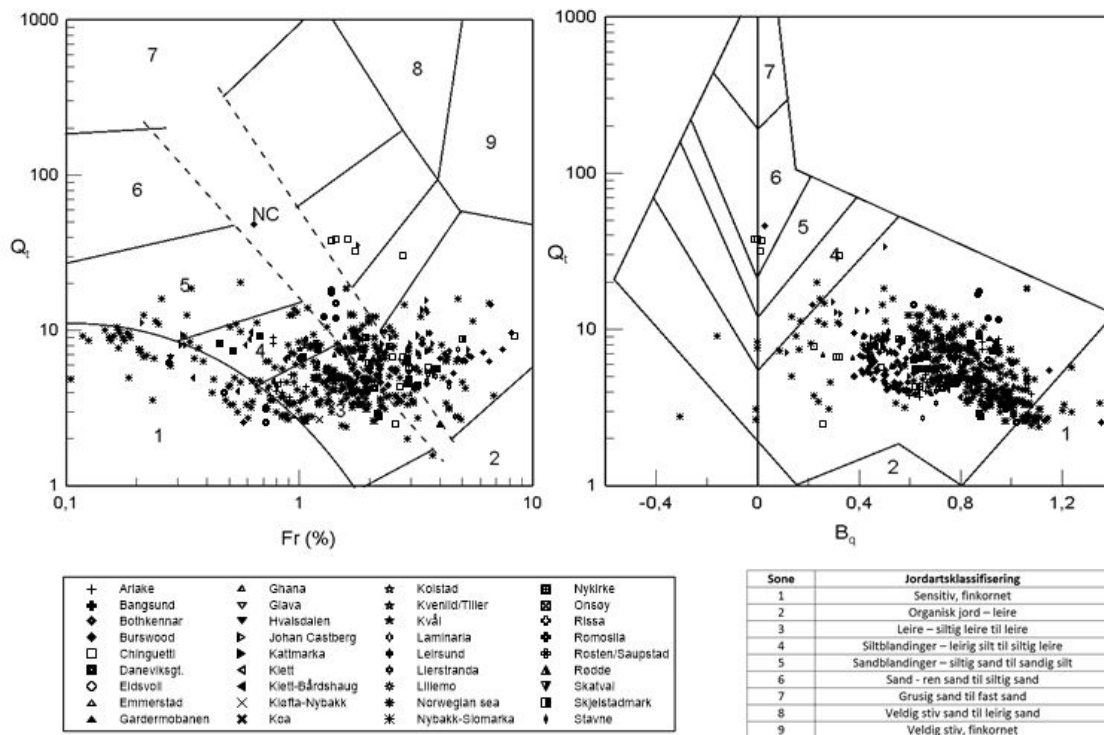 1000
100
10
1
Qt
0,1
1
10
Fr (%)
7
8
9
6
NC
5
4
3
1
2
1000
100
10
1
Qt
-0,4
0
0,4
0,8
1,2
Bq
7
6
5
4
1
2
Ariake
Bangsund
Bothkennar
Burswood
Chinguetti
Daneviksgt.
Eidsvoll
Emmerstad
Gardermobanen
Ghana
Glava
Hvalsdalen
Johan Castberg
Kattmarka
Klett
Klett-Bårdshaug
Kløfta-Nybakk
Koa
Kolstad
Kvenild/Tiller
Kvål
Laminaria
Leirsund
Lierstranda
Lillemo
Norwegian sea
Nybakk-Slomarka
Nykirke
Onsøy
Rissa
Romoslia
Rosten/Saupstad
Rødde
Skatval
Skjelstadmark
Stavne
Sone Jordartsklassifisering
1 Sensitiv, finkornet
2 Organisk jord – leire
3 Leire – siltig leire til leire
4 Siltblandinger – leirig silt til siltig leire
5 Sandblandinger – siltig sand til sandig silt
6 Sand - ren sand til siltig sand
7 Grusig sand til fast sand
8 Veldig stiv sand til leirig sand
9 Veldig stiv, finkornet